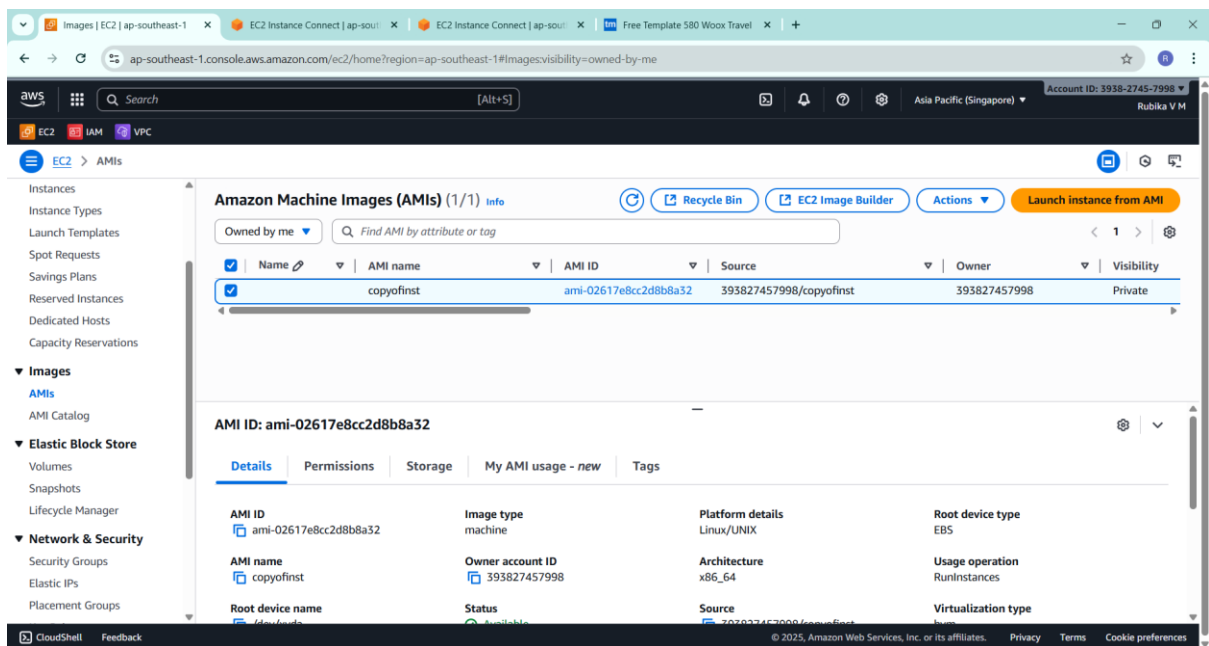 Images | EC2 | ap-southeast-1
EC2 Instance Connect | ap-sout
EC2 Instance Connect | ap-sout
tm Free Template 580 Woox Travel
ap-southeast-1.console.aws.amazon.com/ec2/home?region=ap-southeast-1#Images:visibility=owned-by-me
R
aws
Search [Alt+S]
Asia Pacific (Singapore)
Account ID: 3938-2745-7998
Rubika V M
EC2 IAM VPC
EC2 > AMIs
Instances
Instance Types
Launch Templates
Spot Requests
Savings Plans
Reserved Instances
Dedicated Hosts
Capacity Reservations
Images
AMIs
AMI Catalog
Elastic Block Store
Volumes
Snapshots
Lifecycle Manager
Network & Security
Security Groups
Elastic IPs
Placement Groups
Amazon Machine Images (AMIs) (1/1) Info
Recycle Bin
EC2 Image Builder
Actions
Launch instance from AMI
Owned by me
Find AMI by attribute or tag
1
Name AMI name AMI ID Source Owner Visibility
copyofinst ami-02617e8cc2d8b8a32 393827457998/copyofinst 393827457998 Private
AMI ID: ami-02617e8cc2d8b8a32
Details Permissions Storage My AMI usage - new Tags
AMI ID Image type Platform details Root device type
ami-02617e8cc2d8b8a32 machine Linux/UNIX EBS
AMI name Owner account ID Architecture Usage operation
copyofinst 393827457998 x86_64 RunInstances
Root device name Status Source Virtualization type
/dev/xvda Available 393827457998/copyofinst hvm
CloudShell Feedback
© 2025, Amazon Web Services, Inc. or its affiliates. Privacy Terms Cookie preferences